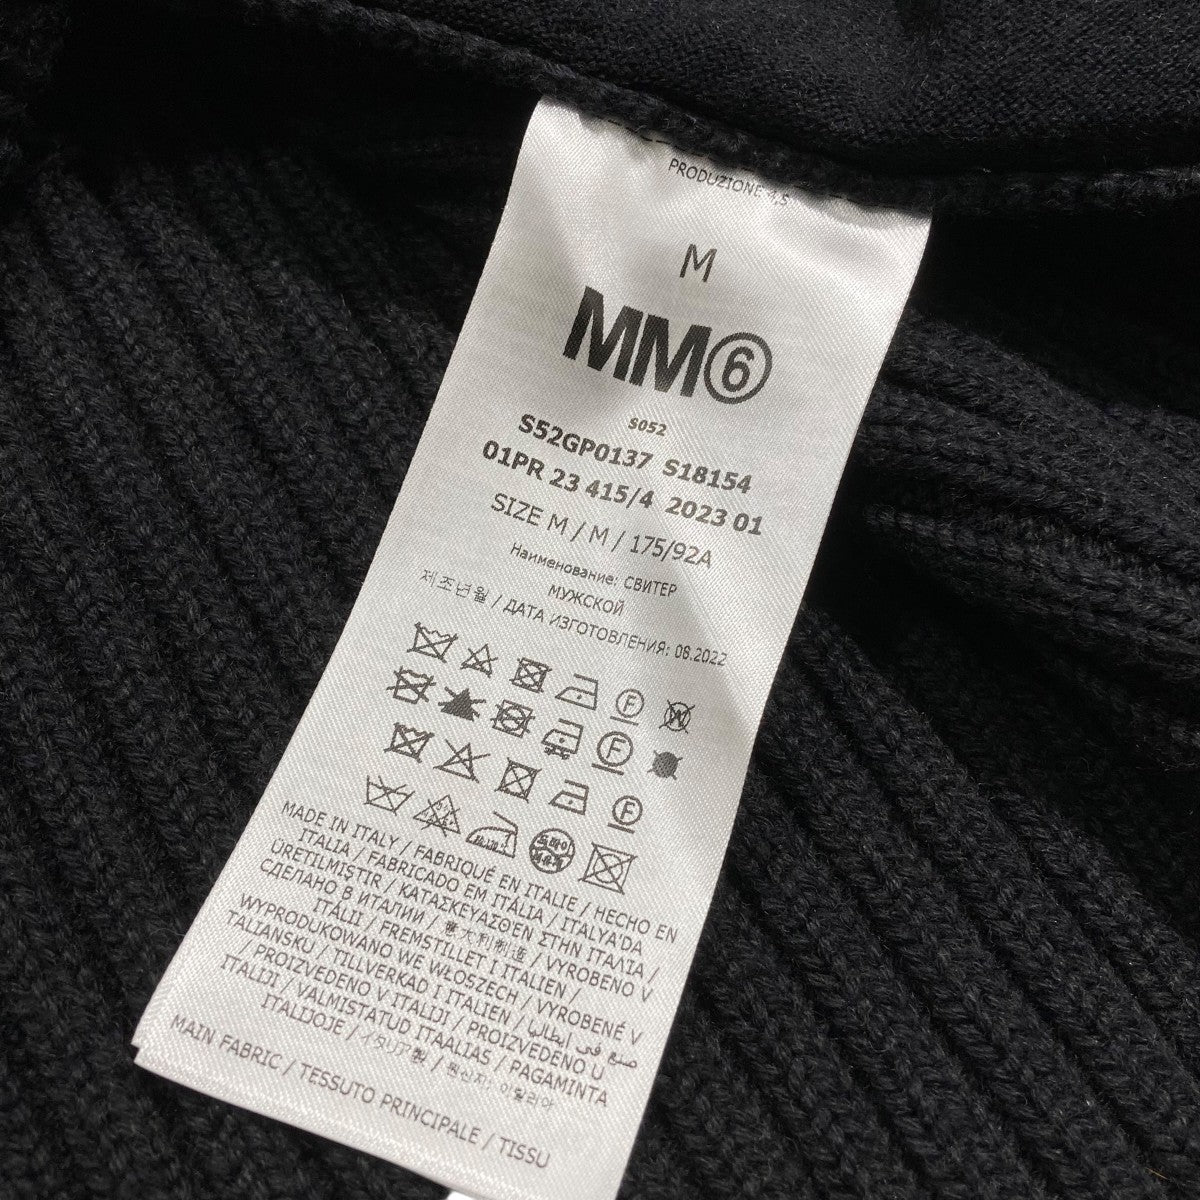 PRODUZIONE
M
MM⑥
S052
S52GP0137 S18154
01PR 23 415/4 2023 01
SIZE M / M / 175/92A
Наименование: СВИТЕР
МУЖСКОЙ
제조년월 / ДАТА ИЗГОТОВЛЕНИЯ: 06.2022
F W
F
F
MADE IN ITALY / FABRIQUÉ EN ITALIE / HECHO EN
ITALIA / FABRICADO EM ITÁLIA / ITALYA'DA
ÜRETILMIŞTIR / ΚΑΤΑΣΚΕΥΑΣΘΕΝ ΣΤΗΝ ΙΤΑΛΙΑ /
СДЕЛАНО В ИТАЛИИ / 意大利制造 / VYROBENO V
ITÁLII / FREMSTILLET I ITALIEN /
WYPRODUKOWANO WE WŁOSZECH / VYROBENÉ V
TALIANSKU / TILLVERKAD I ITALIEN / صنع في إيطاليا
/ PROIZVEDENO V ITALIJI / PROIZVEDENO U
ITALIJI / VALMISTATUD ITAALIAS / PAGAMINTA
ITALIJOJE / イタリア製 / 원산지: 이탈리아
MAIN FABRIC / TESSUTO PRINCIPALE / TISSU